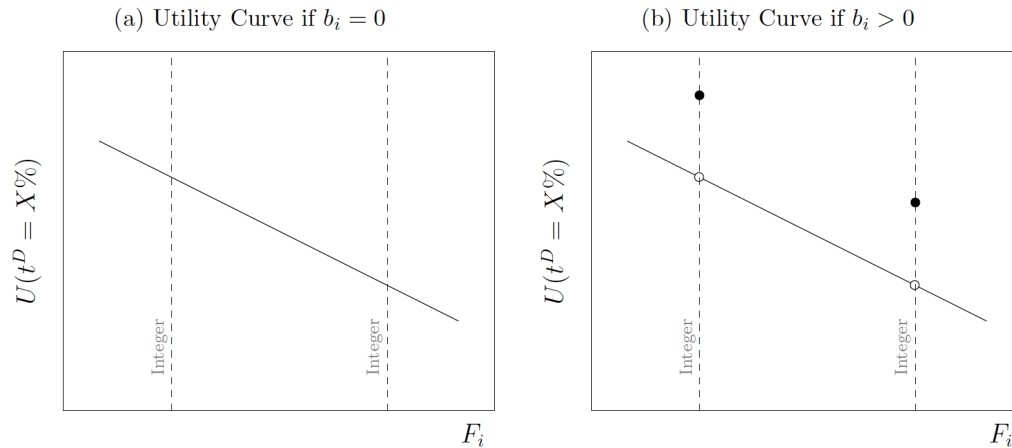 (a) Utility Curve if $b_i = 0$
$U(t^D = X\%)$
Integer
Integer
$F_i$
(b) Utility Curve if $b_i > 0$
$U(t^D = X\%)$
Integer
Integer
$F_i$